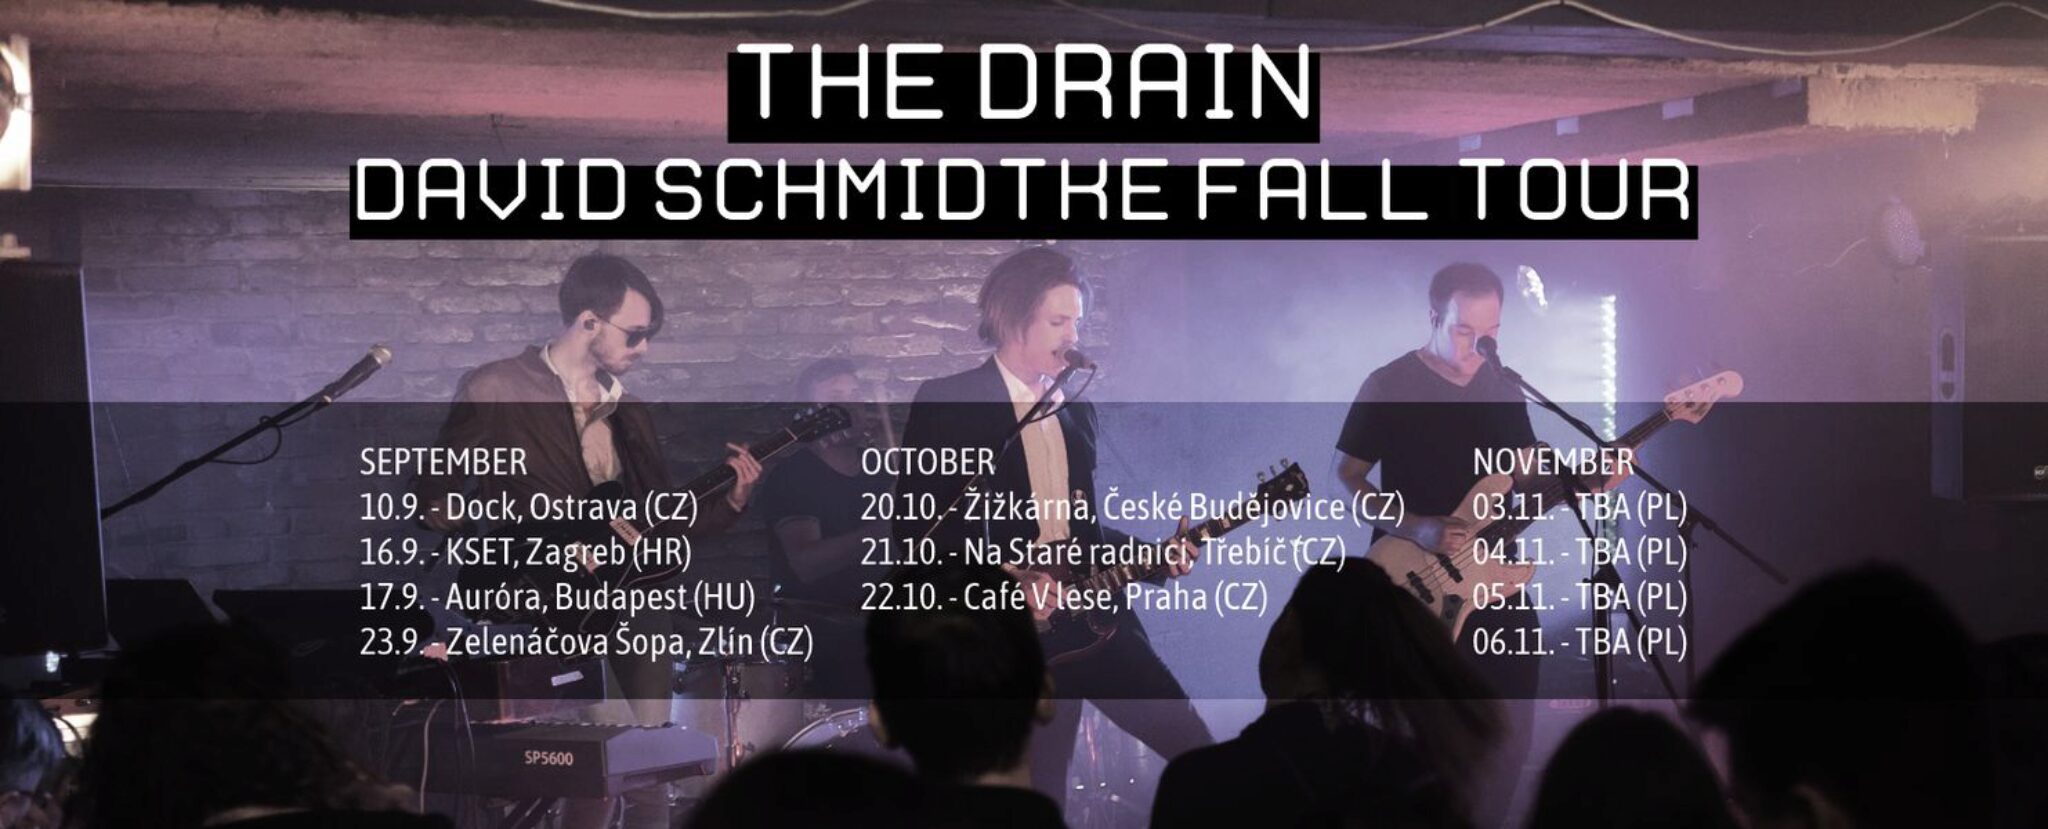 THE DRAIN
DAVID SCHMIDTKE FALL TOUR
SEPTEMBER
10.9. - Dock, Ostrava (CZ)
16.9. - KSET, Zagreb (HR)
17.9. - Auróra, Budapest (HU)
23.9. - Zelenáčova Šopa, Zlín (CZ)
OCTOBER
20.10. - Žižkárna, České Budějovice (CZ)
21.10. - Na Staré radnici, Třebíč (CZ)
22.10. - Café V lese, Praha (CZ)
NOVEMBER
03.11. - TBA (PL)
04.11. - TBA (PL)
05.11. - TBA (PL)
06.11. - TBA (PL)
SP5600